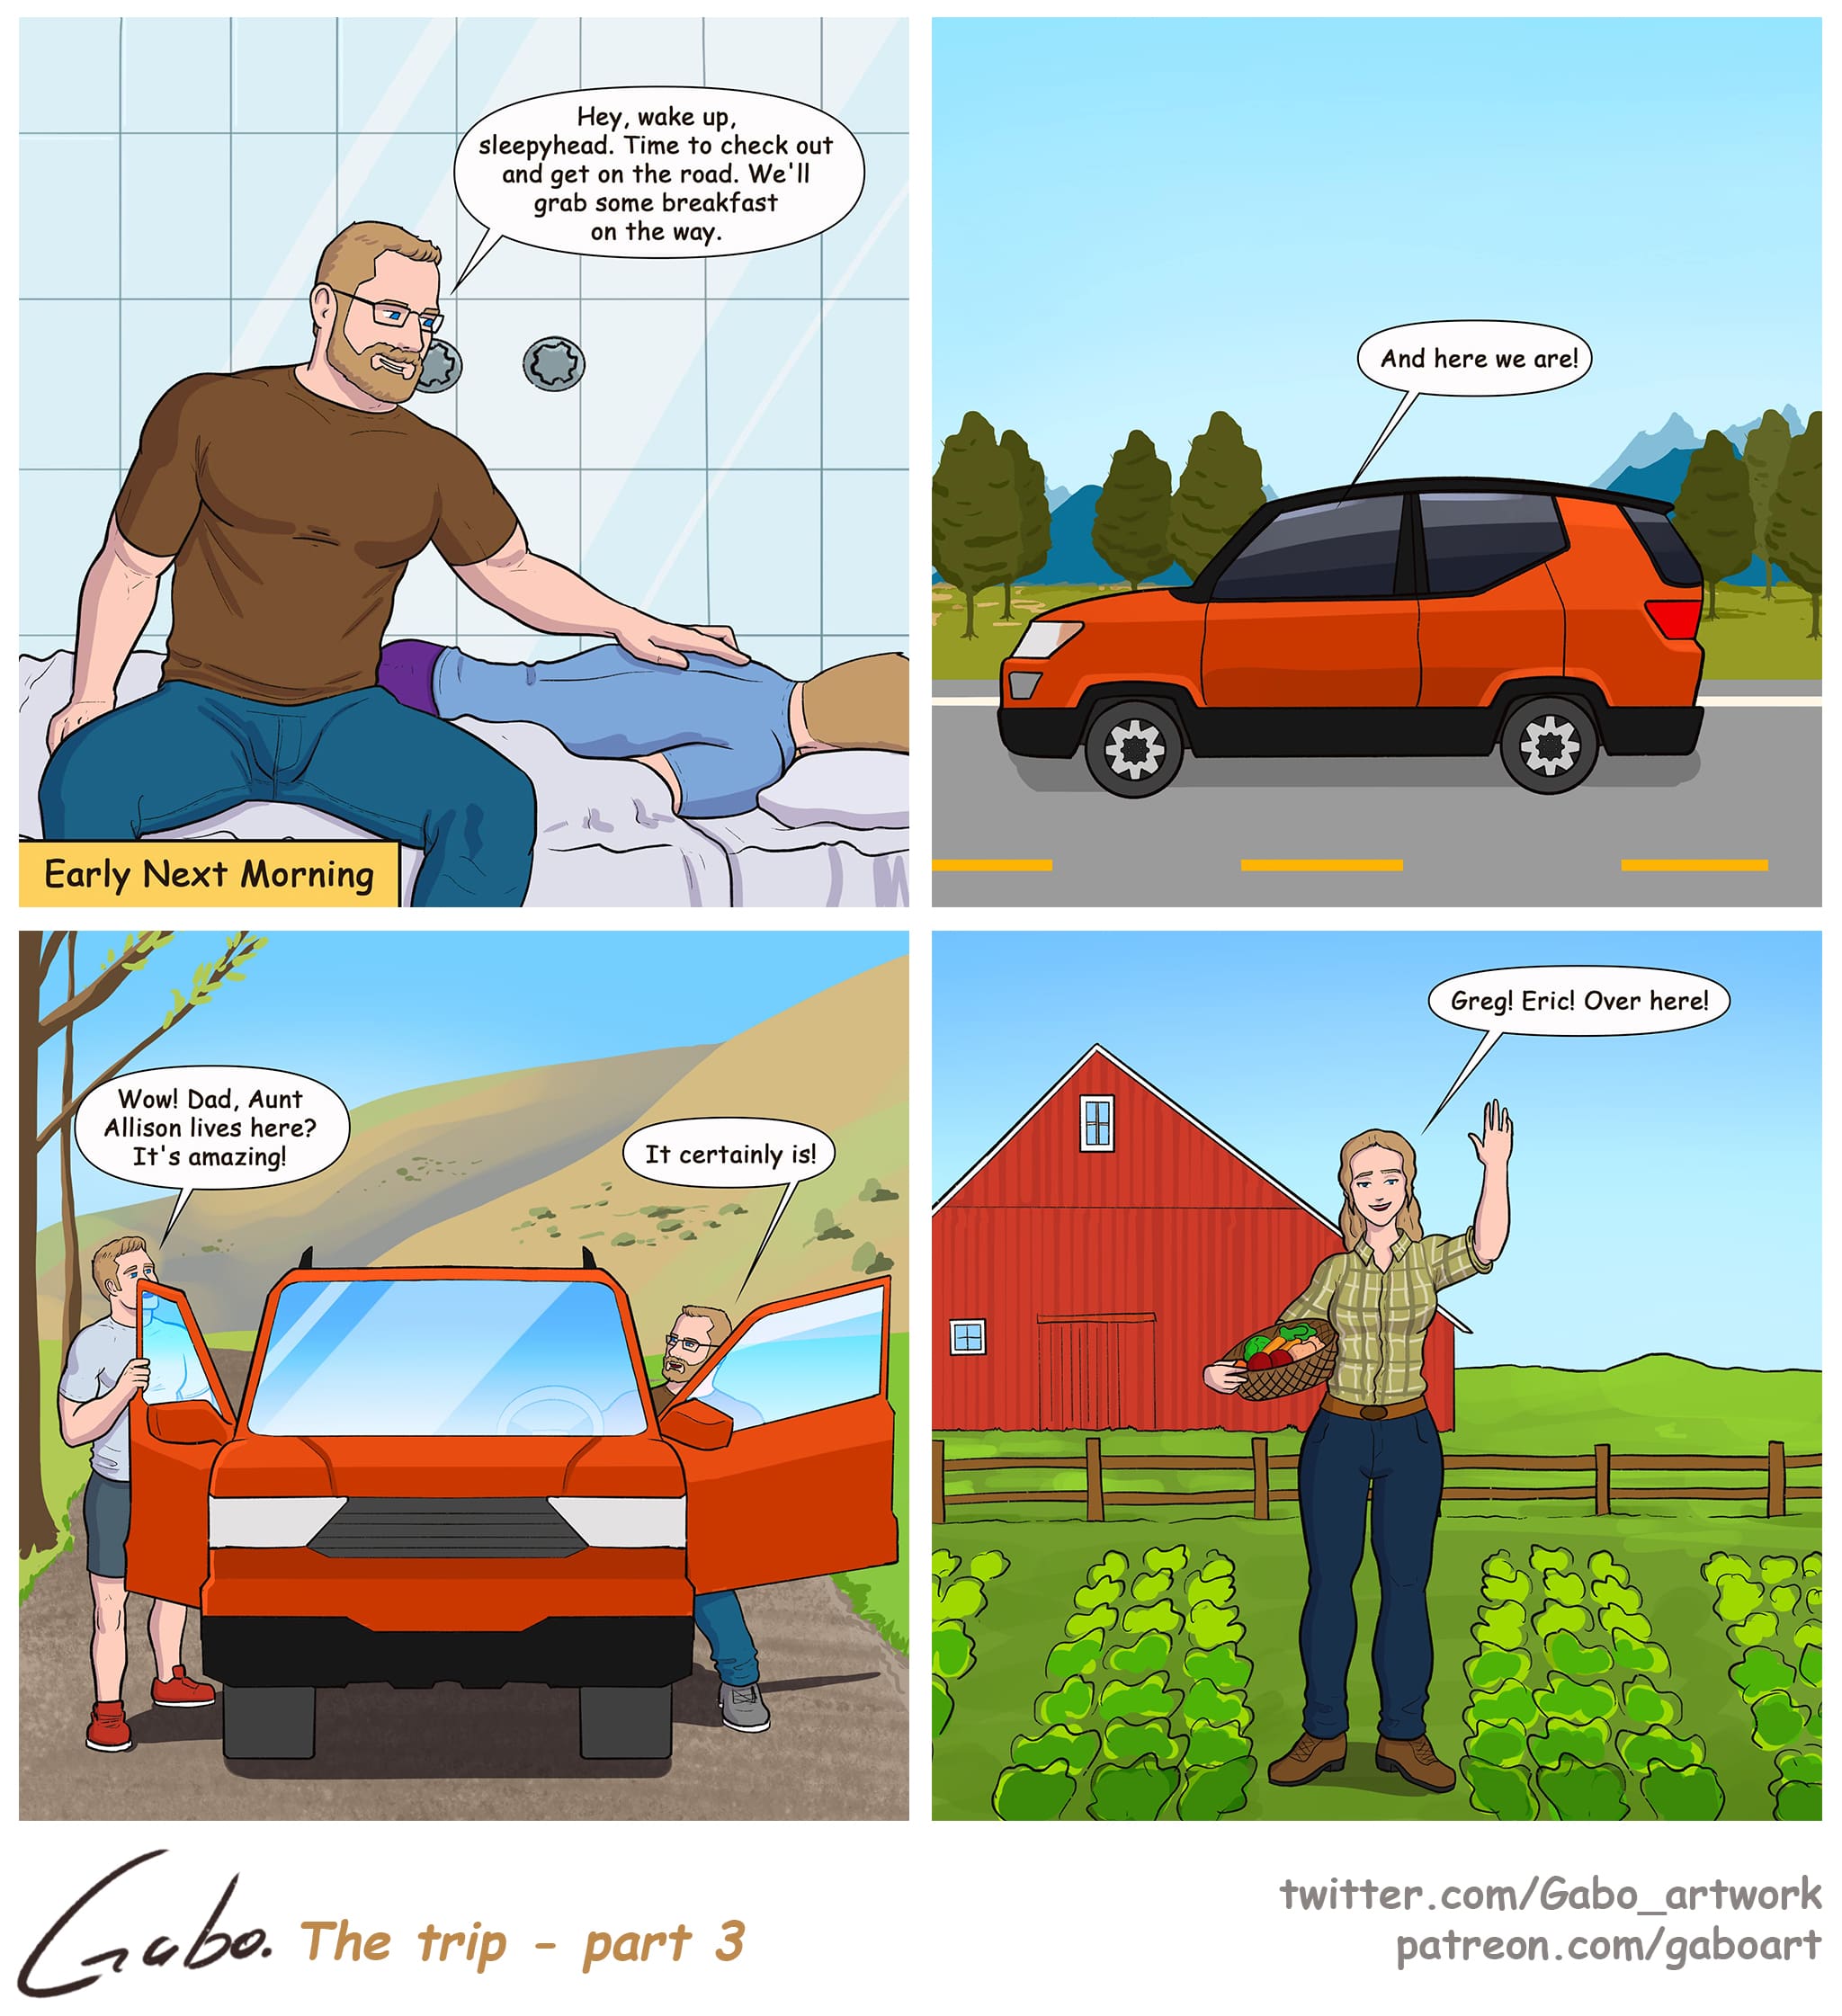 Hey, wake up,
sleepyhead. Time to check out
and get on the road. We'll
grab some breakfast
on the way.
Early Next Morning
And here we are!
Wow! Dad, Aunt
Allison lives here?
It's amazing!
It certainly is!
Greg! Eric! Over here!
Gabo.
The trip - part 3
twitter.com/Gabo_artwork
patreon.com/gaboart